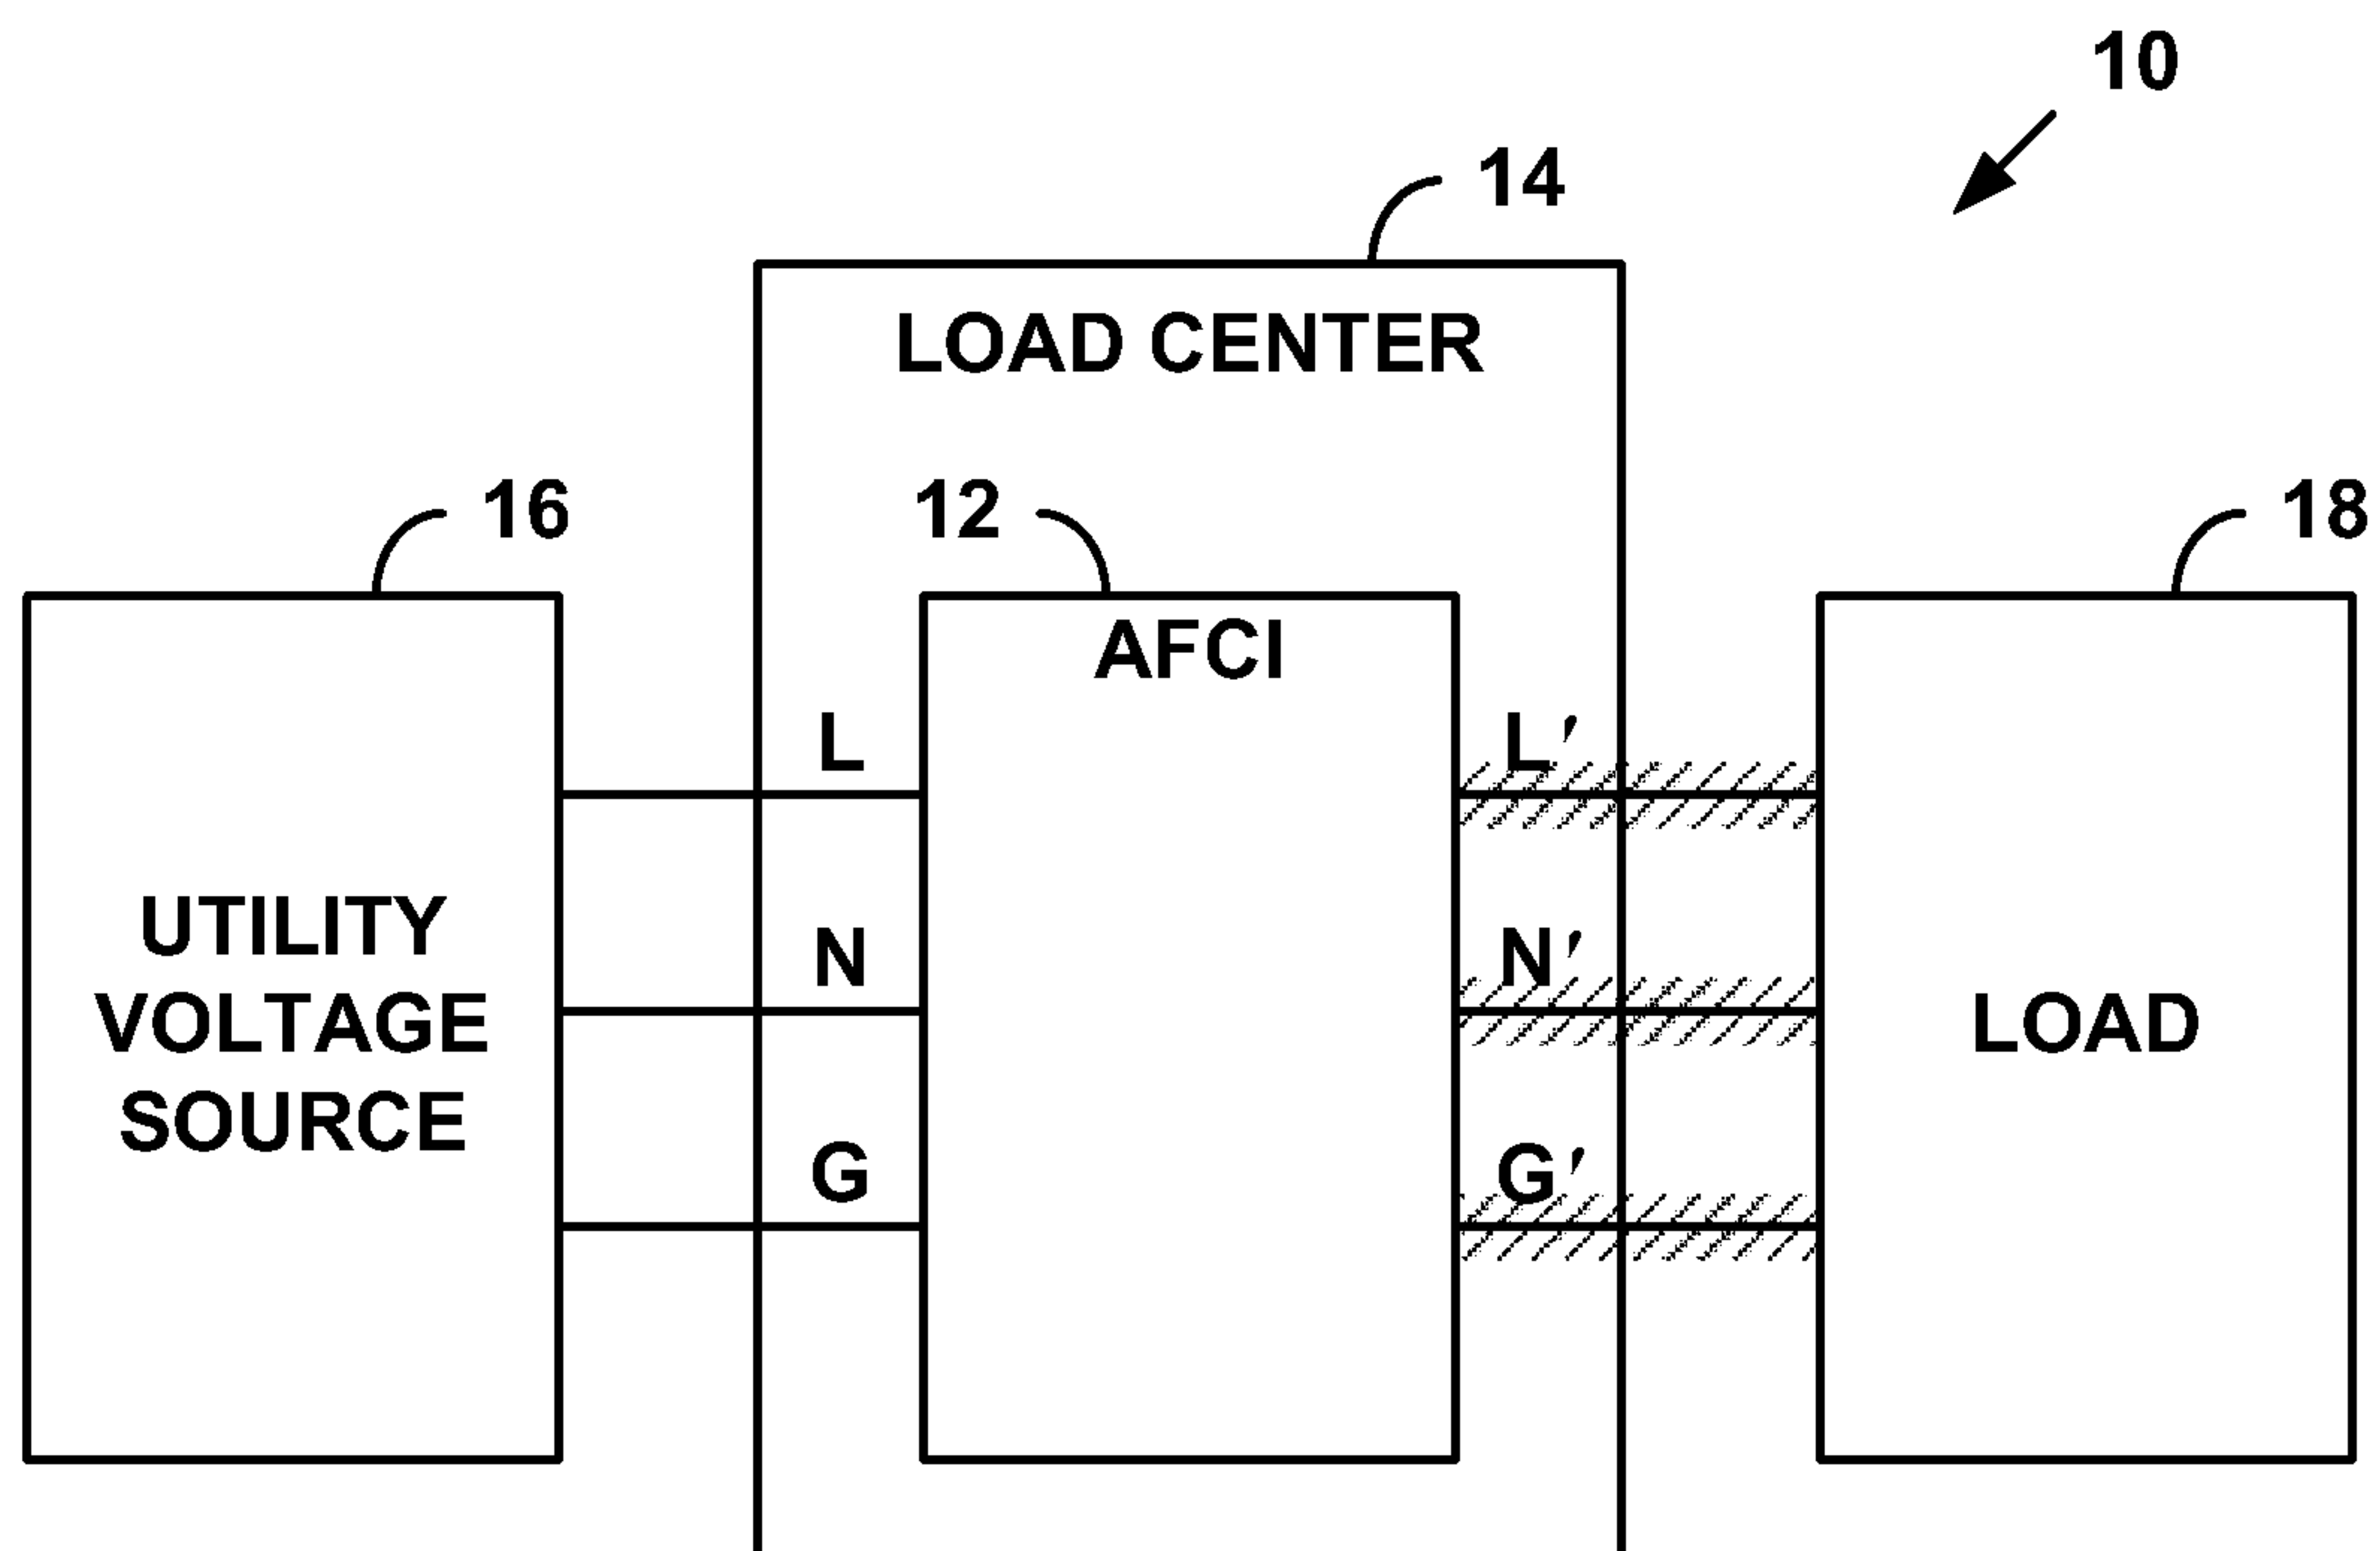 10
14
LOAD CENTER
16
12
18
AFCI
L
L′
UTILITY
VOLTAGE
SOURCE
N
N′
LOAD
G
G′